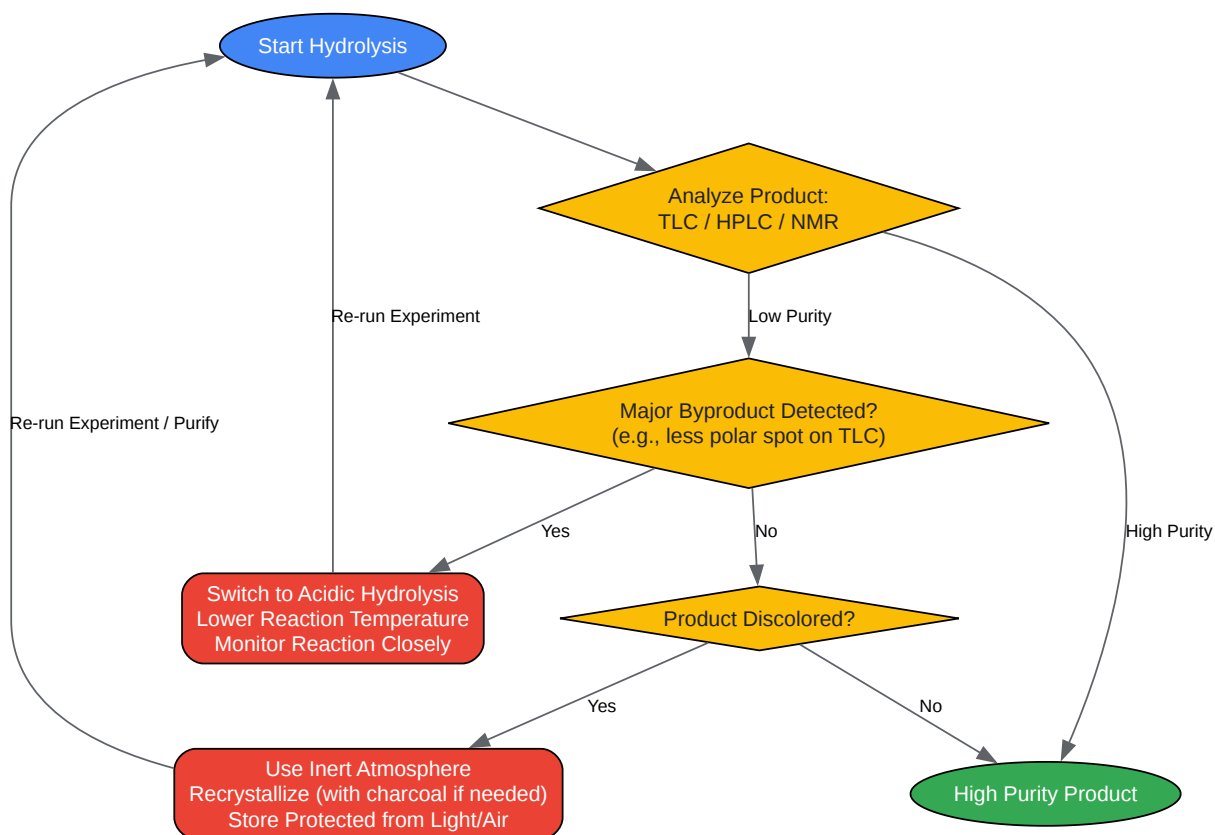 Start Hydrolysis
Analyze Product:
TLC / HPLC / NMR
Re-run Experiment
Low Purity
Re-run Experiment / Purify
Major Byproduct Detected?
(e.g., less polar spot on TLC)
High Purity
Yes
No
Switch to Acidic Hydrolysis
Lower Reaction Temperature
Monitor Reaction Closely
Product Discolored?
Yes
No
Use Inert Atmosphere
Recrystallize (with charcoal if needed)
Store Protected from Light/Air
High Purity Product